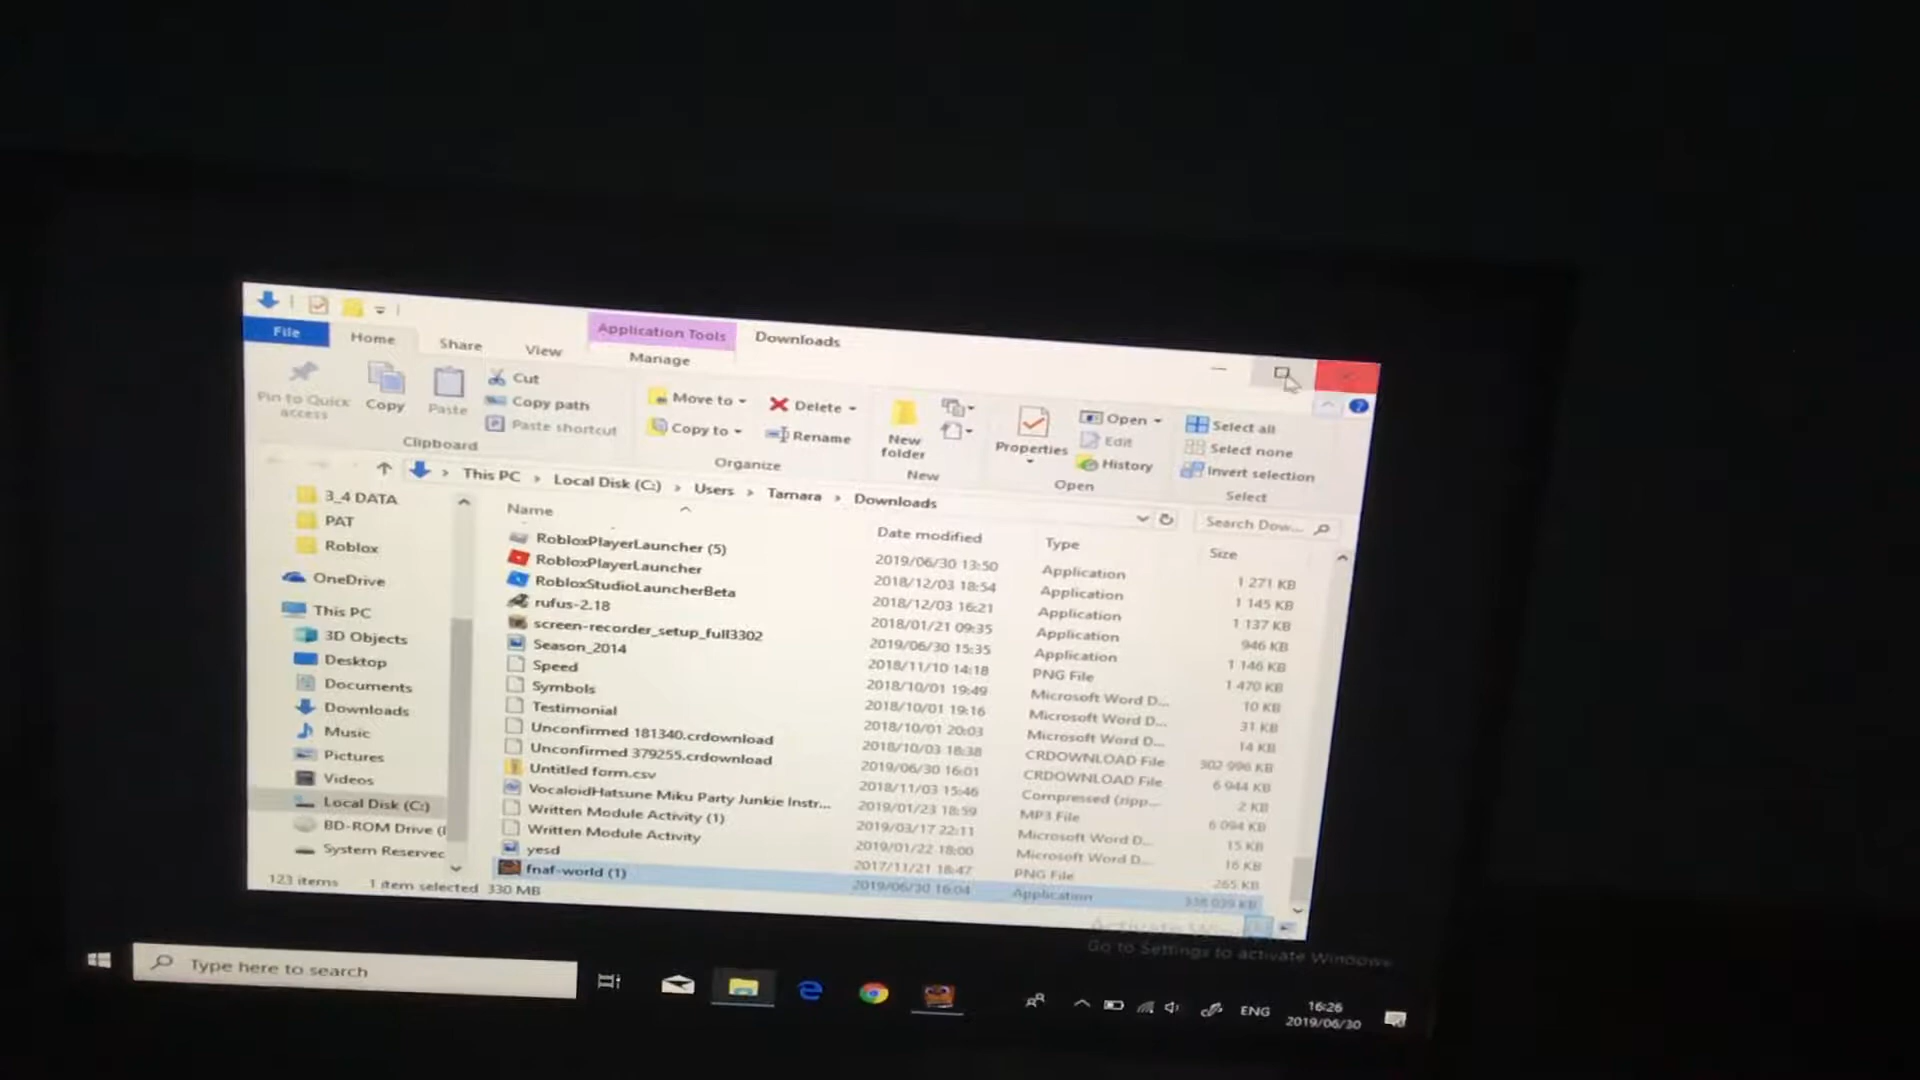 Application Tools Downloads
File Home Share View Manage
Pin to Quick access
Copy
Paste
Cut
Copy path
Paste shortcut
Clipboard
Move to
Copy to
Delete
Rename
Organize
New folder
New
Properties
Open
Edit
History
Open
Select all
Select none
Invert selection
Select
This PC > Local Disk (C:) > Users > Tamara > Downloads
Search Dow...
3_4 DATA
PAT
Roblox
OneDrive
This PC
3D Objects
Desktop
Documents
Downloads
Music
Pictures
Videos
Local Disk (C:)
BD-ROM Drive (
System Reserved
Name Date modified Type Size
RobloxPlayerLauncher (5) 2019/06/30 13:50 Application 1 271 KB
RobloxPlayerLauncher 2018/12/03 18:54 Application 1 145 KB
RobloxStudioLauncherBeta 2018/12/03 16:21 Application 1 137 KB
rufus-2.18 2018/01/21 09:35 Application 946 KB
screen-recorder_setup_full3302 2019/06/30 15:35 Application 1 146 KB
Season_2014 2018/11/10 14:18 PNG File 1 470 KB
Speed 2018/10/01 19:49 Microsoft Word D... 10 KB
Symbols 2018/10/01 19:16 Microsoft Word D... 31 KB
Testimonial 2018/10/01 20:03 Microsoft Word D... 14 KB
Unconfirmed 181340.crdownload 2018/10/03 18:38 CRDOWNLOAD File 302 996 KB
Unconfirmed 379255.crdownload 2019/06/30 16:01 CRDOWNLOAD File 6 944 KB
Untitled form.csv 2018/11/03 15:46 Compressed (zipp... 2 KB
VocaloidHatsune Miku Party Junkie Instr... 2019/01/23 18:59 MP3 File 6 094 KB
Written Module Activity (1) 2019/03/17 22:11 Microsoft Word D... 15 KB
Written Module Activity 2019/01/22 18:00 Microsoft Word D... 16 KB
yesd 2017/11/21 18:47 PNG File 265 KB
fnaf-world (1) 2019/06/30 16:04 Application 338 039 KB
123 items 1 item selected 330 MB
Activate
Go to Settings to activate Windows.
Type here to search
ENG
16:26
2019/06/30